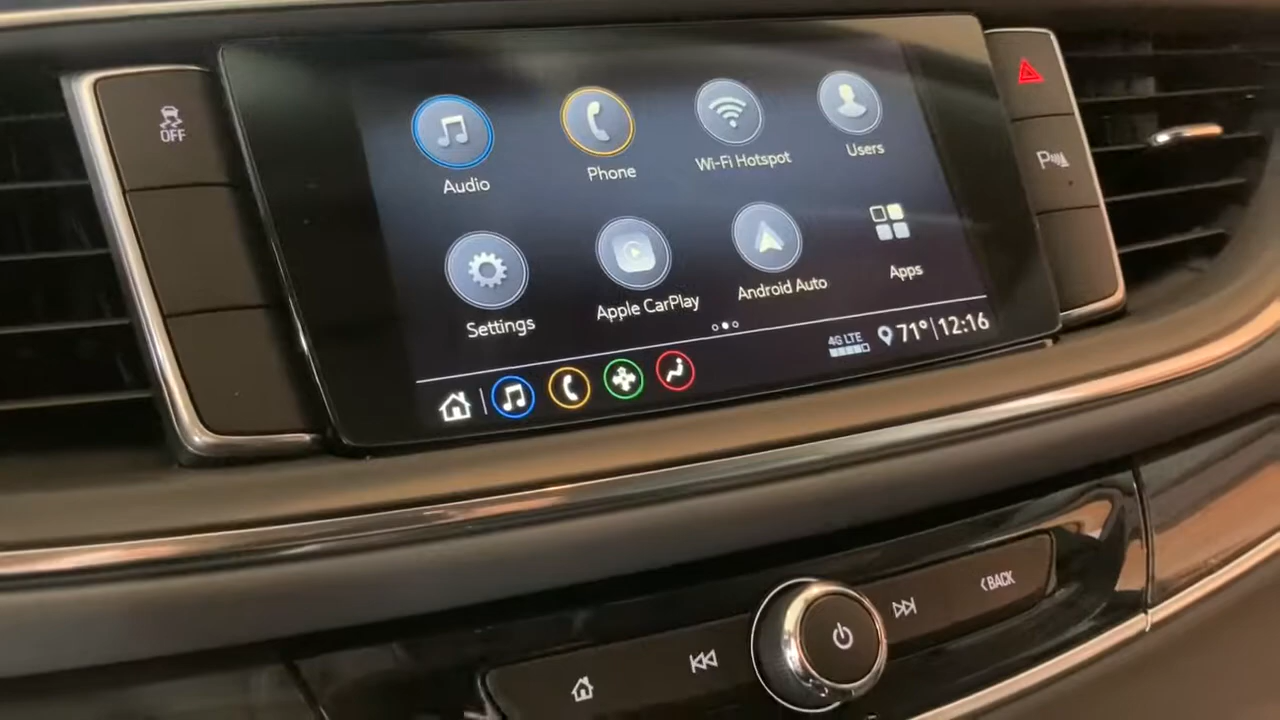 OFF
Audio
Phone
Wi-Fi Hotspot
Users
Settings
Apple CarPlay
Android Auto
Apps
4G LTE
71° 12:16
P
BACK